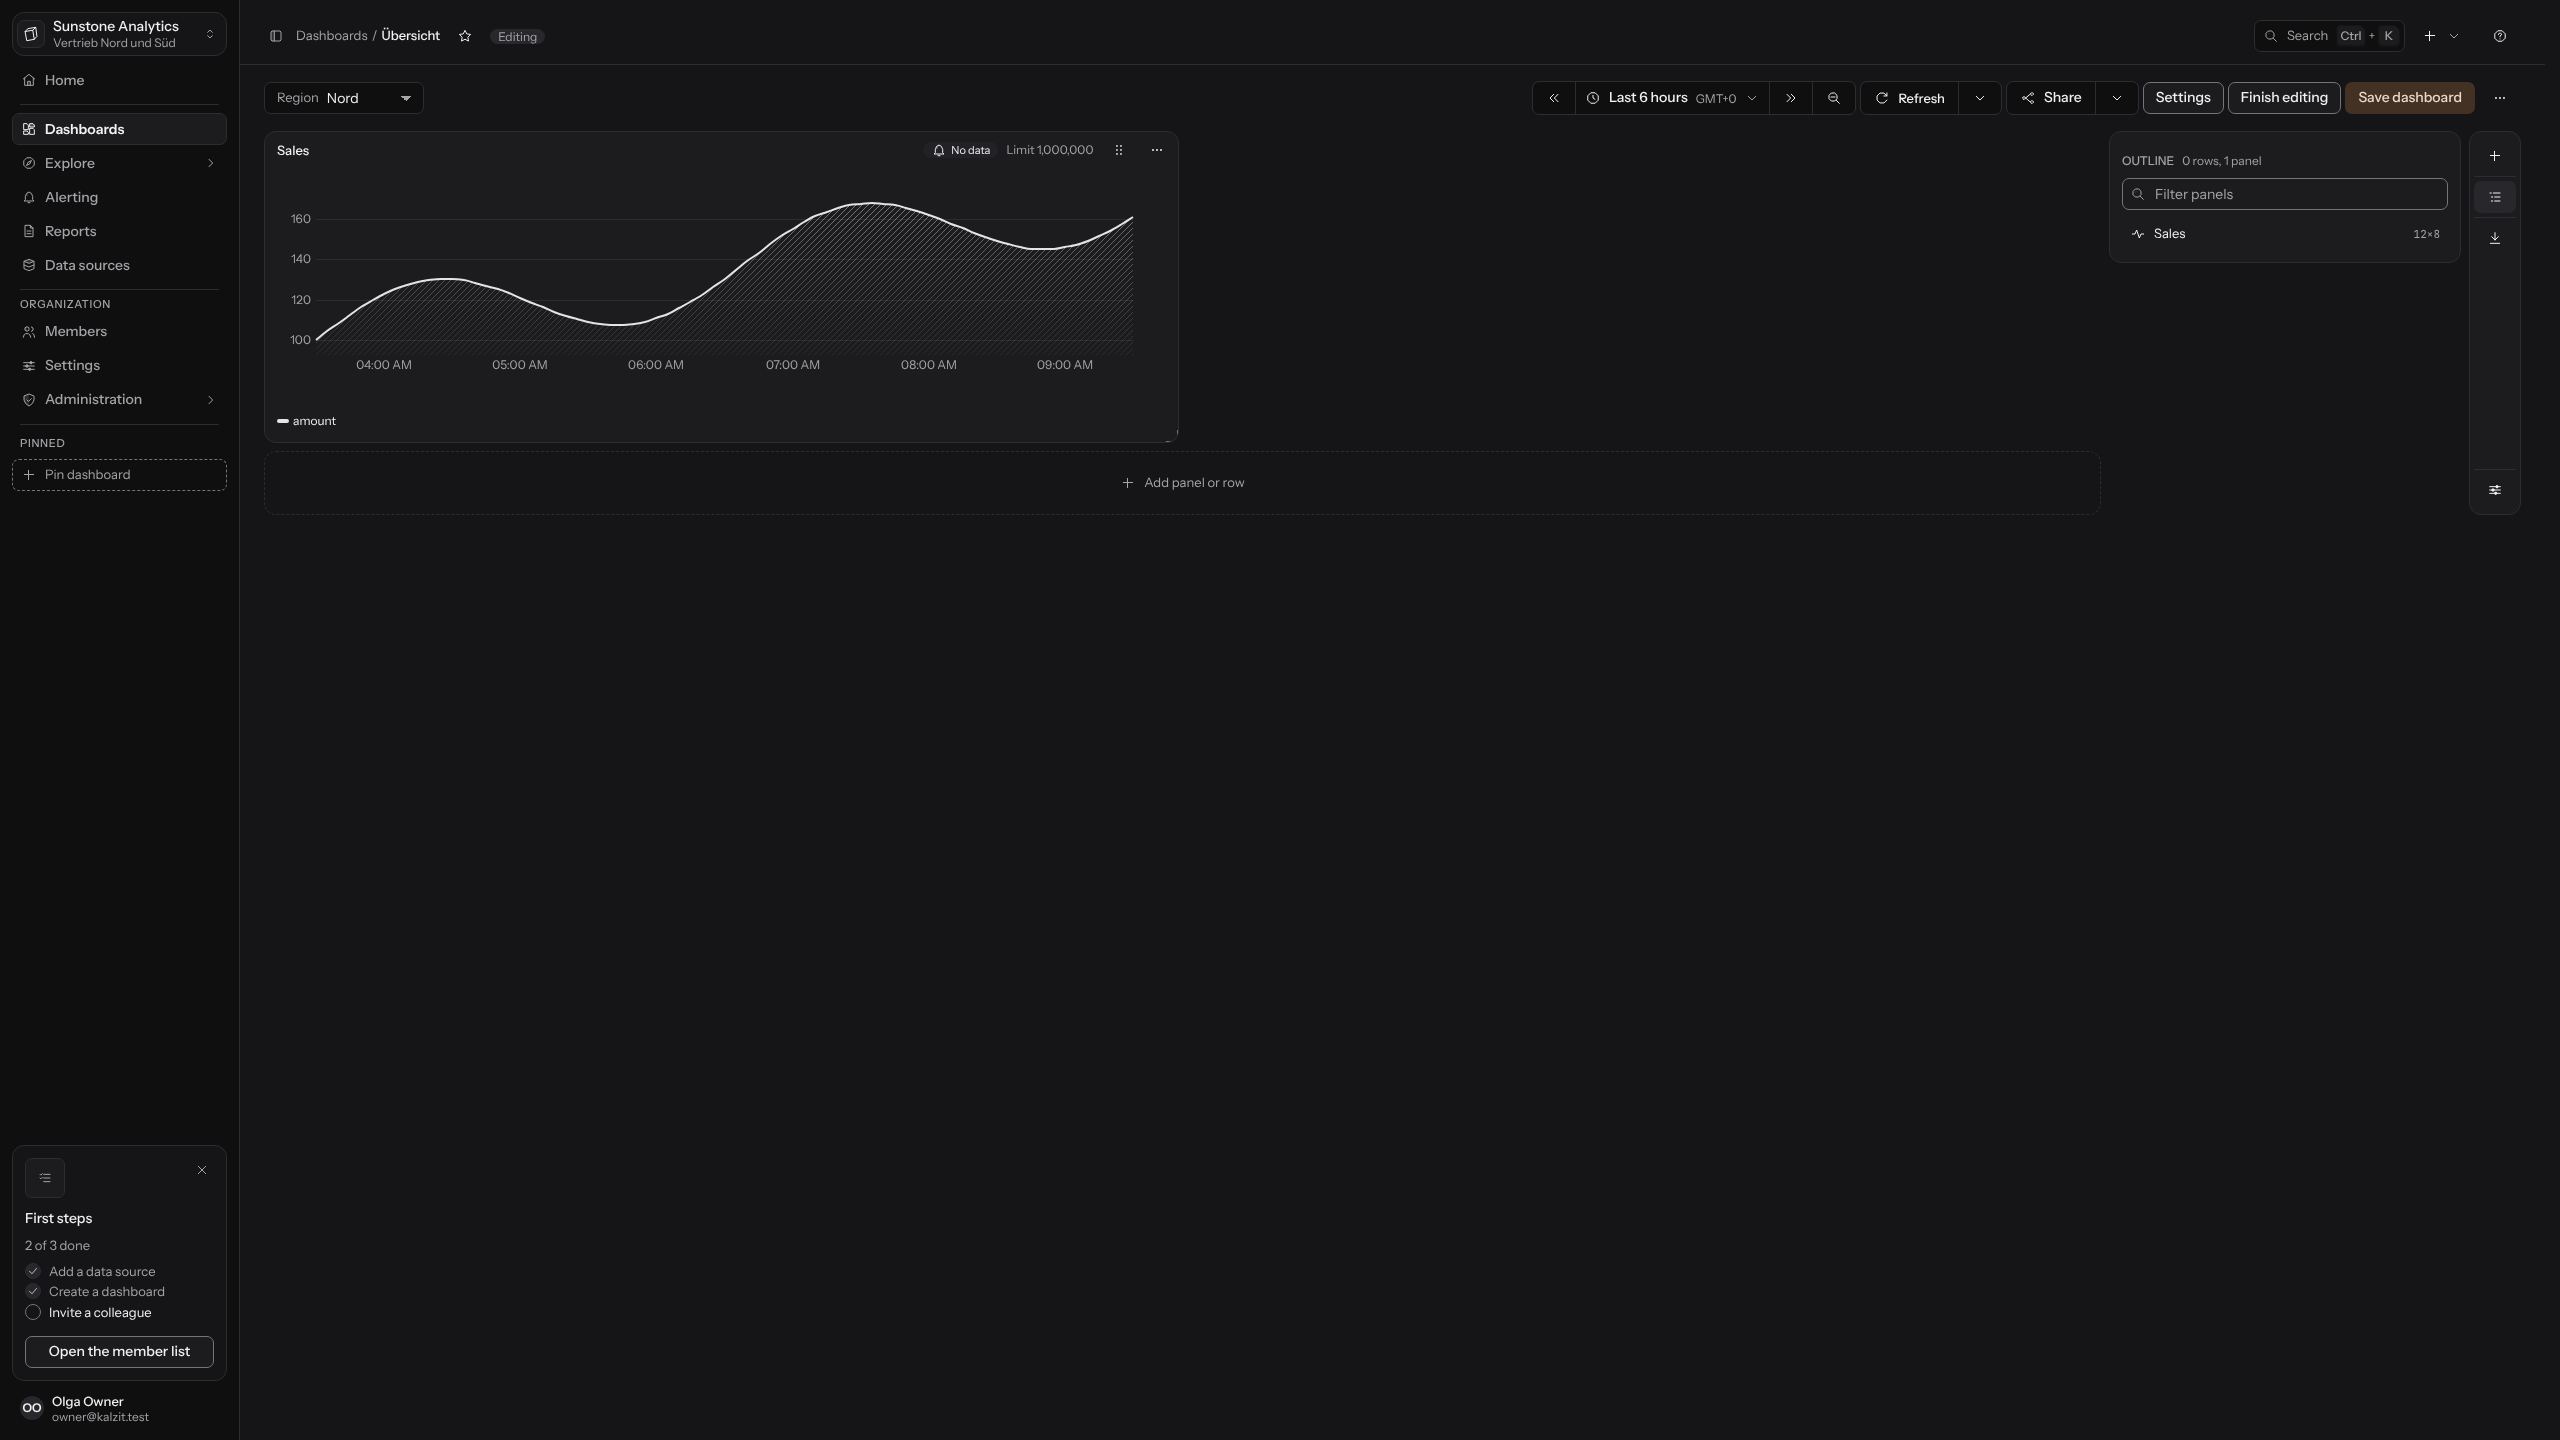 Sunstone Analytics
Vertrieb Nord und Süd
Home
Dashboards
Explore
Alerting
Reports
Data sources
ORGANIZATION
Members
Settings
Administration
PINNED
Pin dashboard
First steps
2 of 3 done
Add a data source
Create a dashboard
Invite a colleague
Open the member list
OO Olga Owner
owner@kalzit.test
Dashboards / Übersicht Editing
Search Ctrl + K
Region Nord
Last 6 hours GMT+0 Refresh Share Settings Finish editing Save dashboard
Sales No data Limit 1,000,000
160
140
120
100
04:00 AM 05:00 AM 06:00 AM 07:00 AM 08:00 AM 09:00 AM
amount
Add panel or row
OUTLINE 0 rows, 1 panel
Filter panels
Sales 12×8